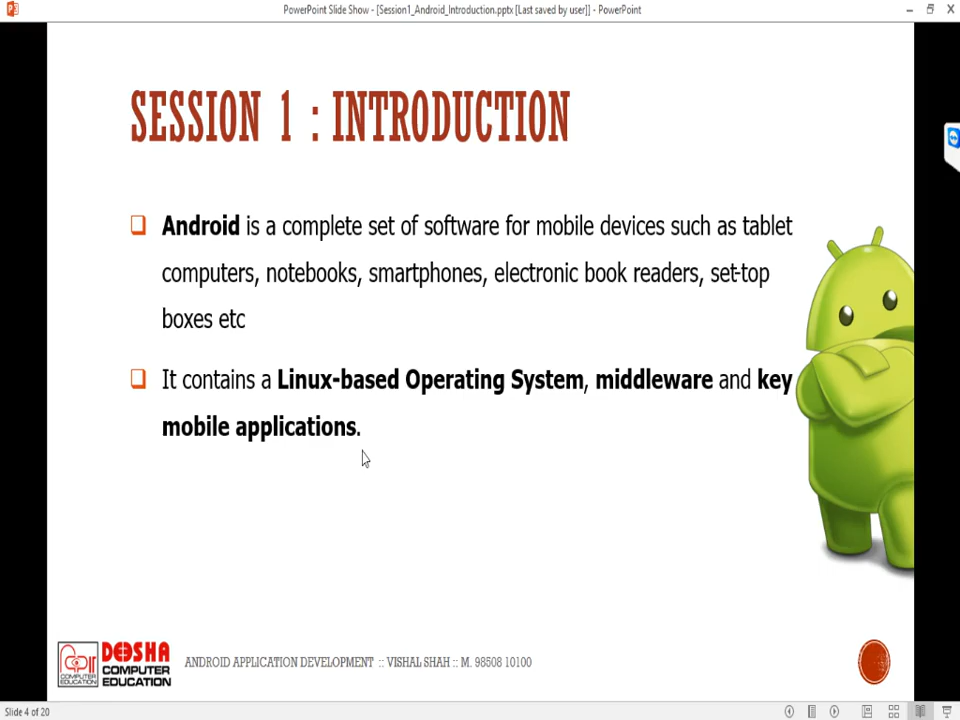 PowerPoint Slide Show - [Session1_Android_Introduction.pptx [Last saved by user]] - PowerPoint
SESSION 1 : INTRODUCTION
Android is a complete set of software for mobile devices such as tablet
computers, notebooks, smartphones, electronic book readers, set-top
boxes etc
It contains a Linux-based Operating System, middleware and key
mobile applications.
DEESHA
COMPUTER
EDUCATION
COMPUTER
EDUCATION
ANDROID APPLICATION DEVELOPMENT :: VISHAL SHAH :: M. 98508 10100
Slide 4 of 20